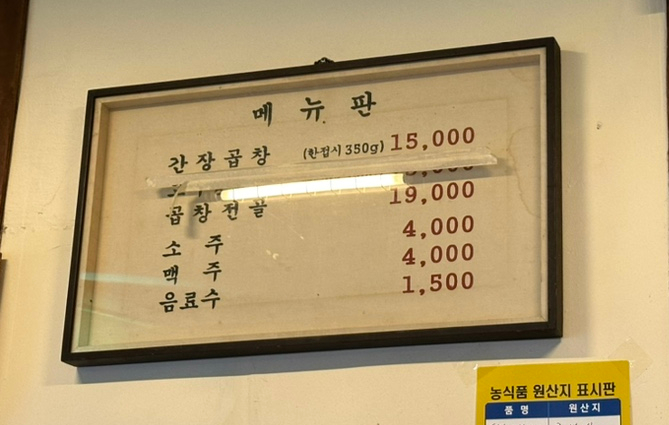 메뉴판
간장곱창 (한접시 350g) 15,000
곱창전골 19,000
소주 4,000
맥주 4,000
음료수 1,500
농식품 원산지 표시판
품명 원산지